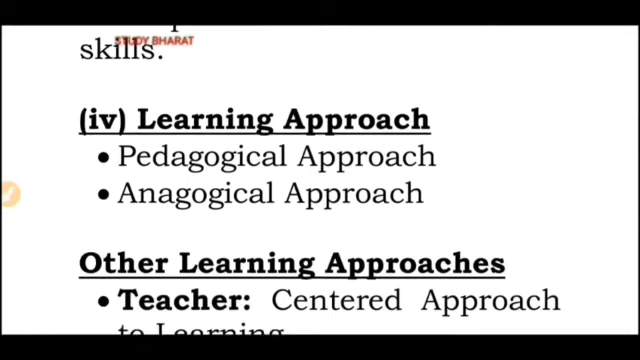 skills.
STUDY BHARAT
(iv) Learning Approach
• Pedagogical Approach
• Anagogical Approach
Other Learning Approaches
• Teacher: Centered Approach
to Learning